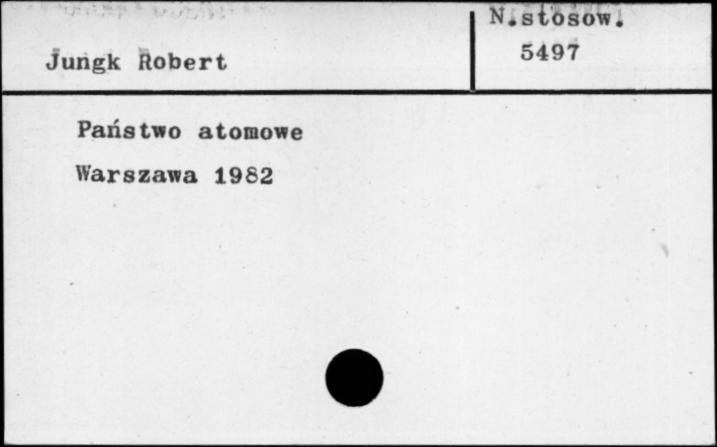 N.stosow.
5497
Jungk Robert
Państwo atomowe
Warszawa 1982